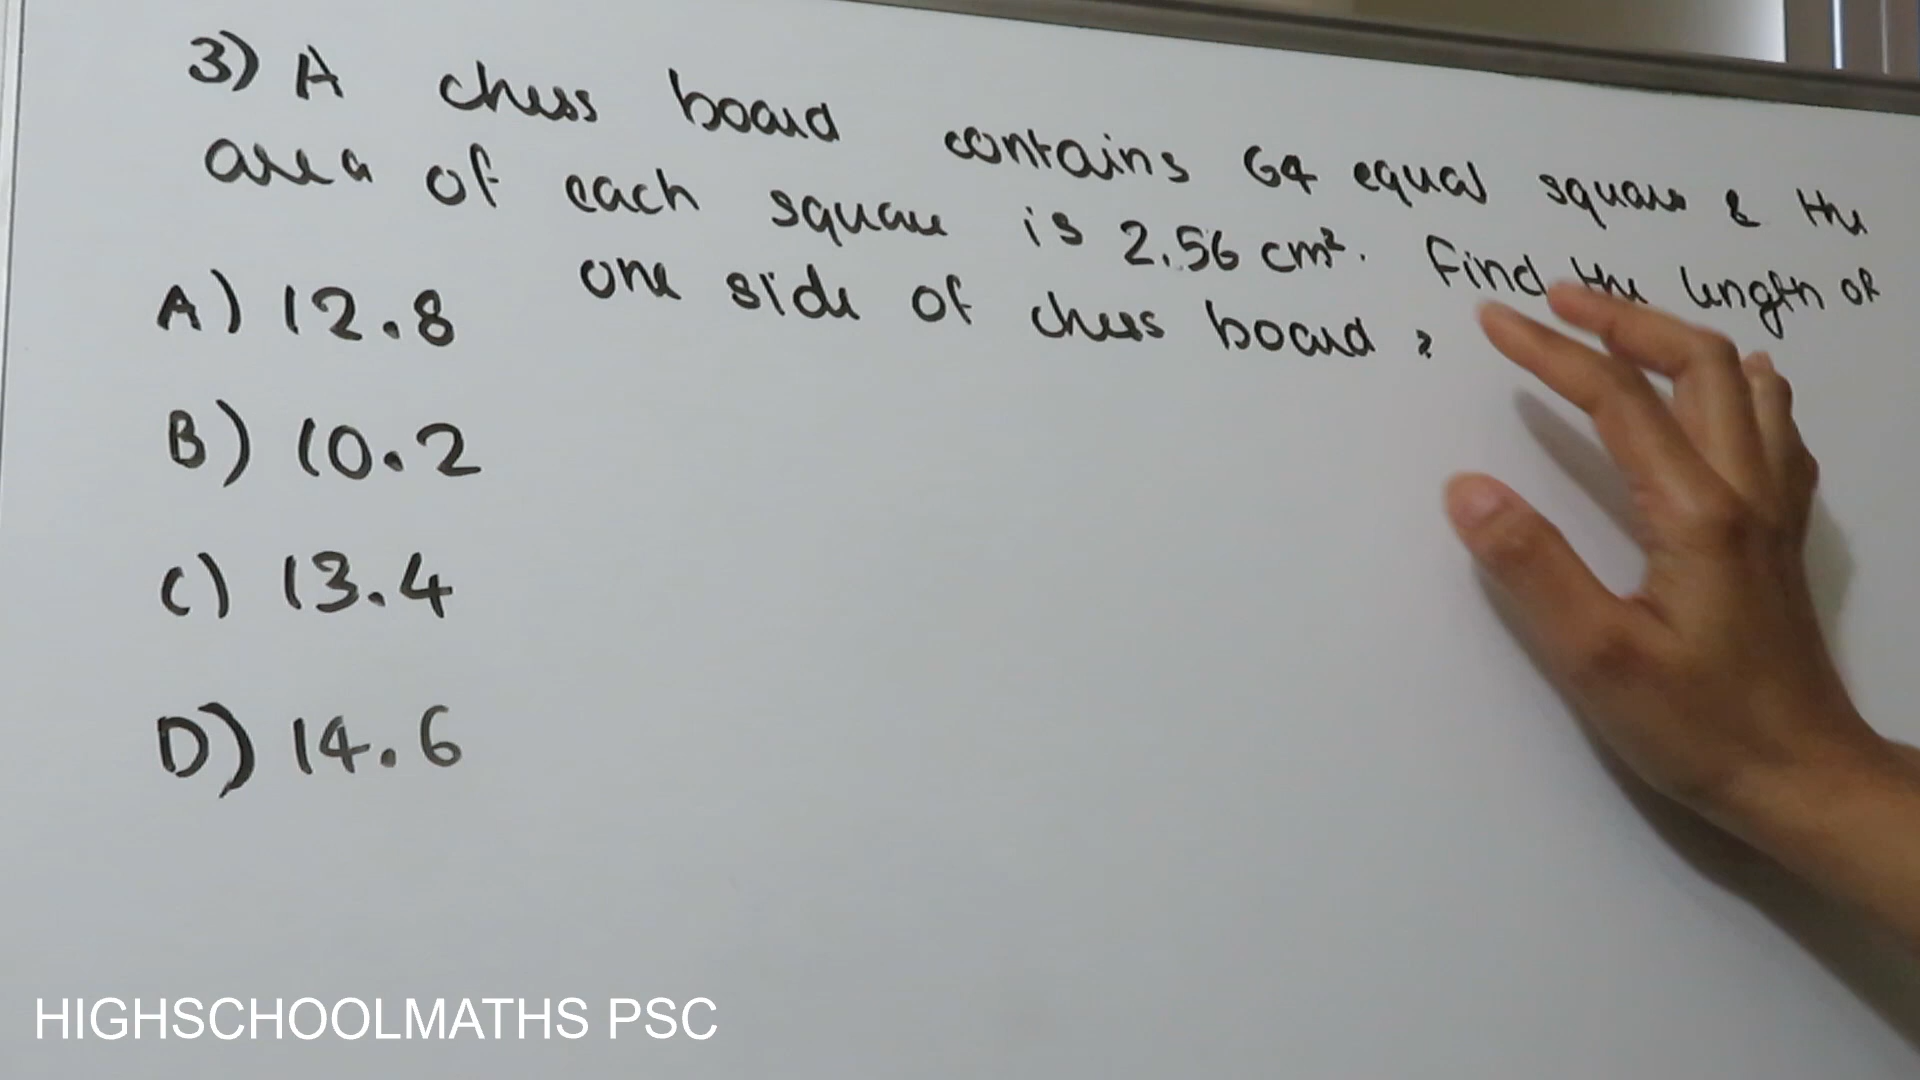 3) A chess board contains 64 equal squares & the
area of each square is 2.56 cm². Find the length of
one side of chess board ?
A) 12.8
B) 10.2
C) 13.4
D) 14.6
HIGHSCHOOLMATHS PSC